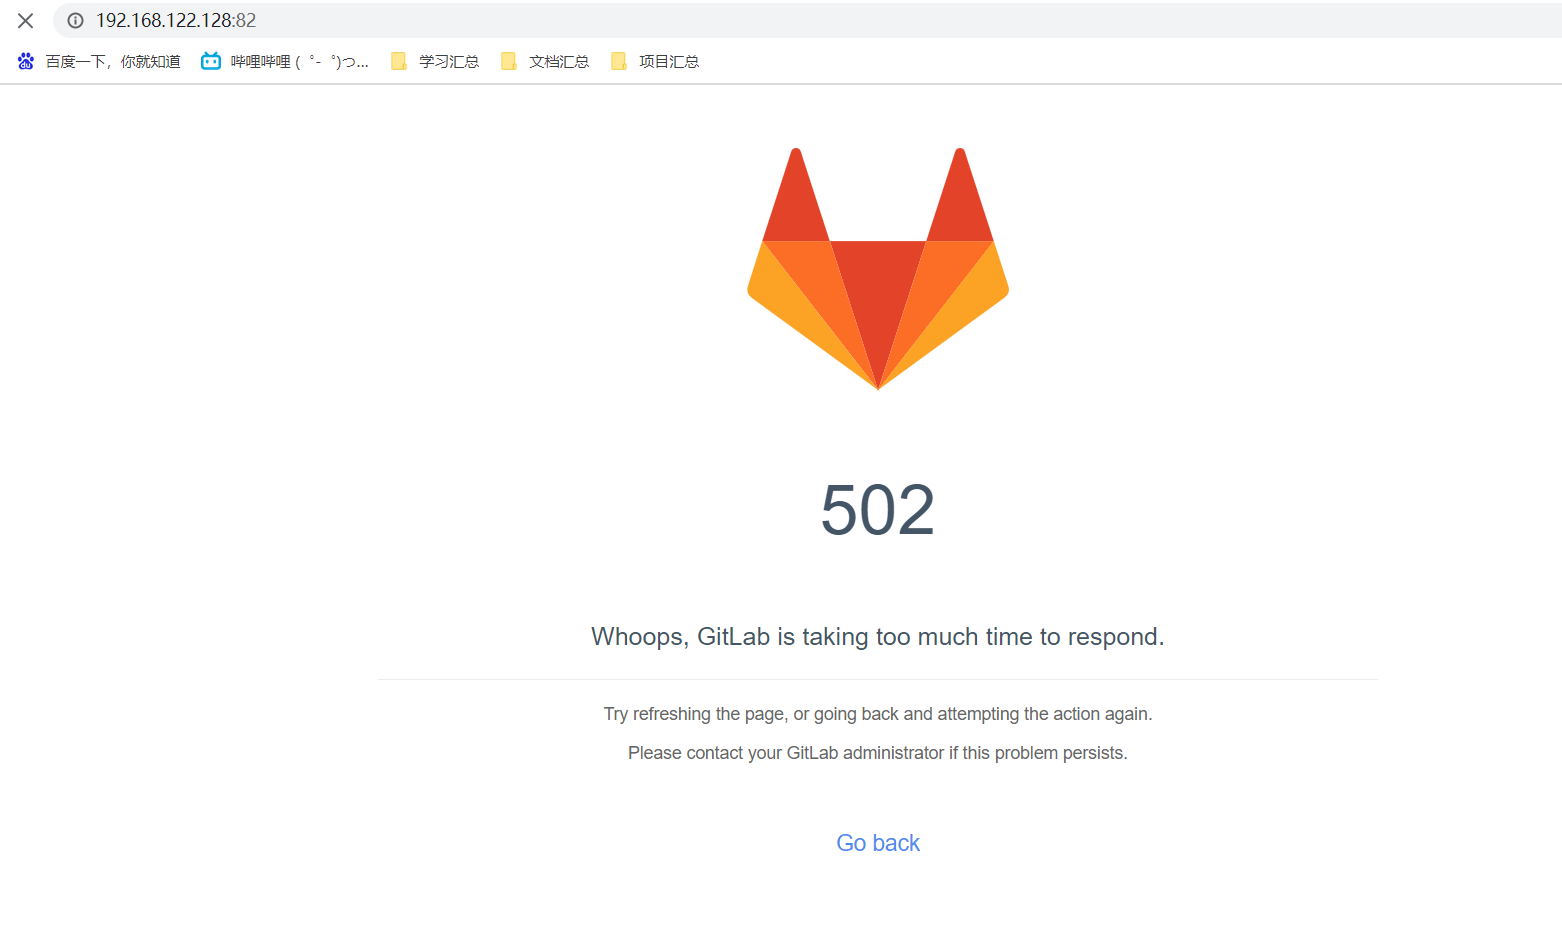 192.168.122.128:82
百度一下，你就知道 哔哩哔哩 ( ゜- ゜)つ... 学习汇总 文档汇总 项目汇总
502
Whoops, GitLab is taking too much time to respond.
Try refreshing the page, or going back and attempting the action again.
Please contact your GitLab administrator if this problem persists.
Go back